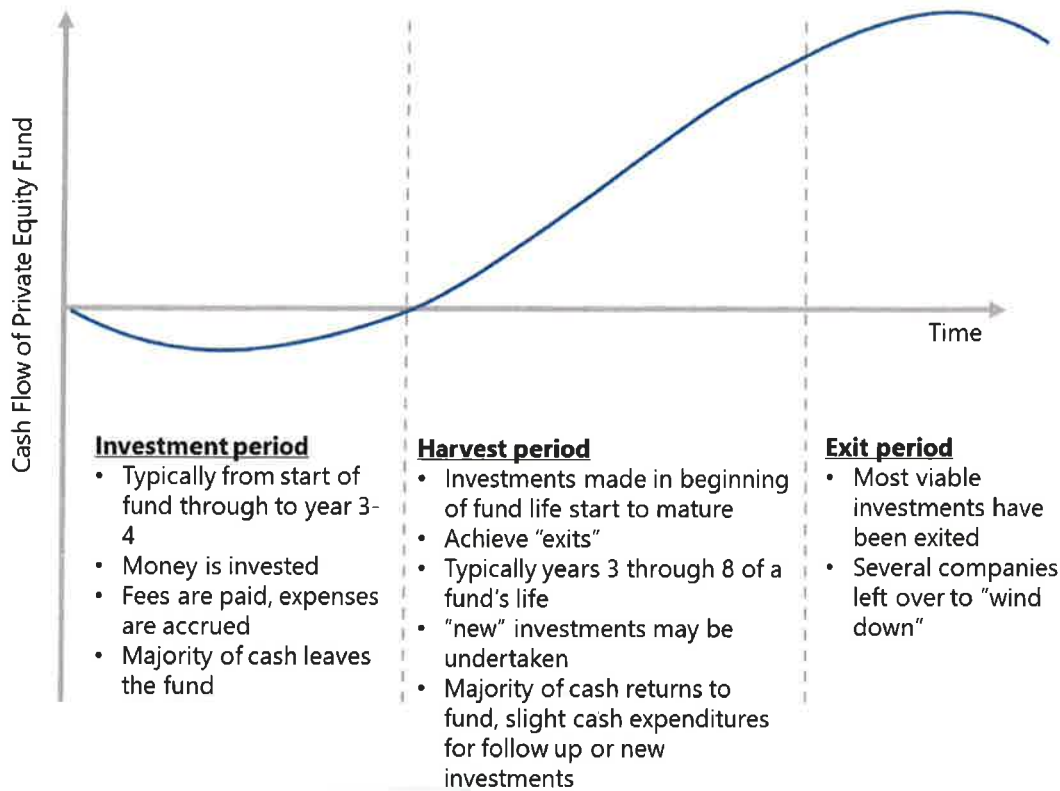 Cash Flow of Private Equity Fund
Time
Investment period
• Typically from start of
fund through to year 3-
4
• Money is invested
• Fees are paid, expenses
are accrued
• Majority of cash leaves
the fund
Harvest period
• Investments made in beginning
of fund life start to mature
• Achieve "exits"
• Typically years 3 through 8 of a
fund's life
• "new" investments may be
undertaken
• Majority of cash returns to
fund, slight cash expenditures
for follow up or new
investments
Exit period
• Most viable
investments have
been exited
• Several companies
left over to "wind
down"